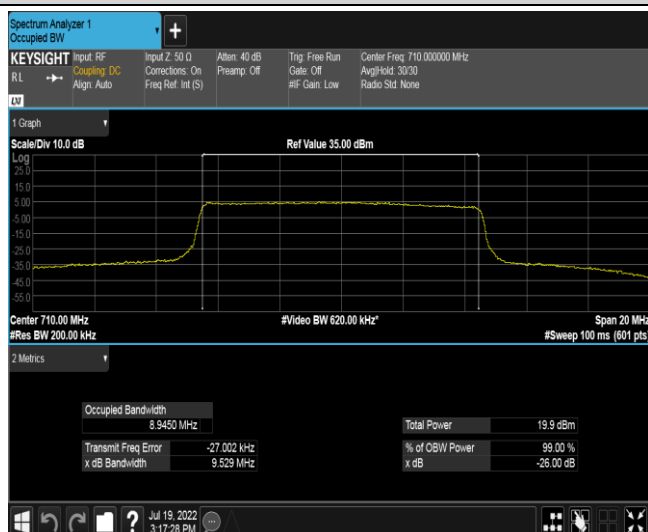 Spectrum Analyzer 1
Occupied BW
+
KEYSIGHT
R L
LXI
Input: RF
Coupling: DC
Align: Auto
Input Z: 50 Ω
Corrections: On
Freq Ref: Int (S)
Atten: 40 dB
Preamp: Off
Trig: Free Run
Gate: Off
#IF Gain: Low
Center Freq: 710.000000 MHz
Avg|Hold: 30/30
Radio Std: None
1 Graph
Scale/Div 10.0 dB
Ref Value 35.00 dBm
Log
25.0
15.0
5.00
-5.00
-15.0
-25.0
-35.0
-45.0
-55.0
Center 710.00 MHz
#Video BW 620.00 kHz*
Span 20 MHz
#Res BW 200.00 kHz
#Sweep 100 ms (601 pts)
2 Metrics
Occupied Bandwidth
8.9450 MHz
Total Power 19.9 dBm
Transmit Freq Error -27.002 kHz
% of OBW Power 99.00 %
x dB Bandwidth 9.529 MHz
x dB -26.00 dB
?
Jul 19, 2022
3:17:28 PM